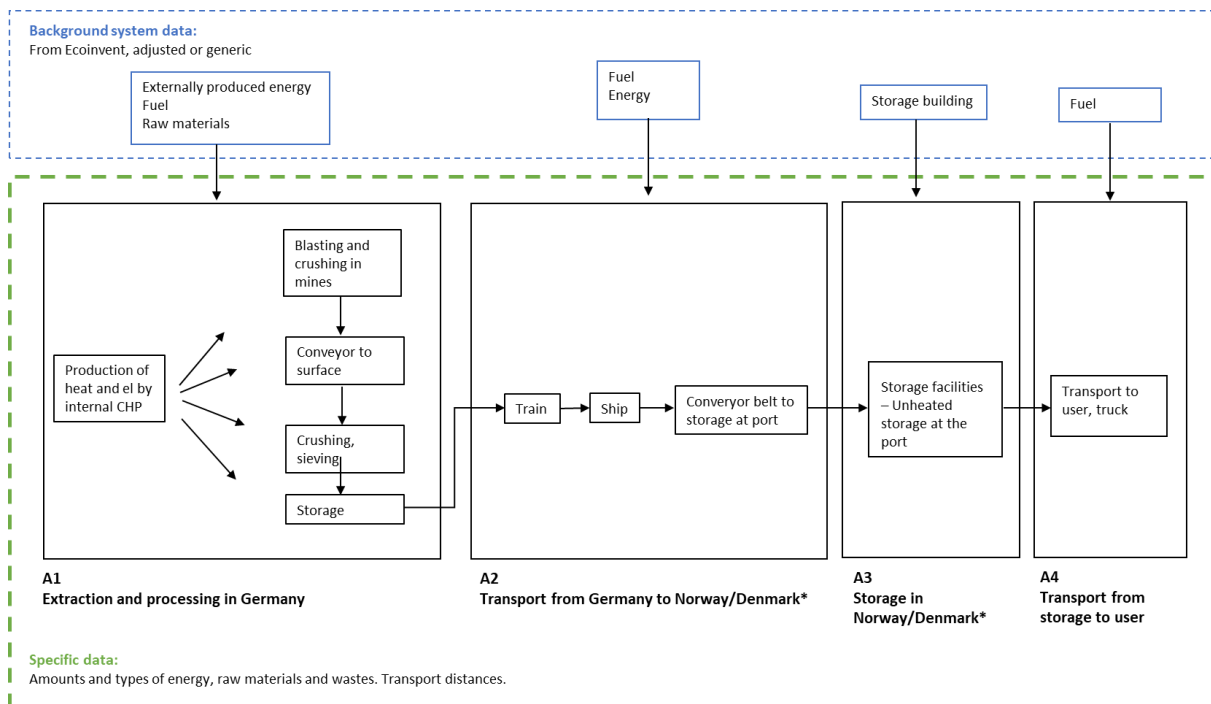 Background system data:
From Ecoinvent, adjusted or generic
Externally produced energy
Fuel
Raw materials
Fuel
Energy
Storage building
Fuel
Blasting and
crushing in
mines
Production of
heat and el by
internal CHP
Conveyor to
surface
Crushing,
sieving
Storage
Train
Ship
Converyor belt to
storage at port
Storage facilities
– Unheated
storage at the
port
Transport to
user, truck
A1
Extraction and processing in Germany
A2
Transport from Germany to Norway/Denmark*
A3
Storage in
Norway/Denmark*
A4
Transport from
storage to user
Specific data:
Amounts and types of energy, raw materials and wastes. Transport distances.